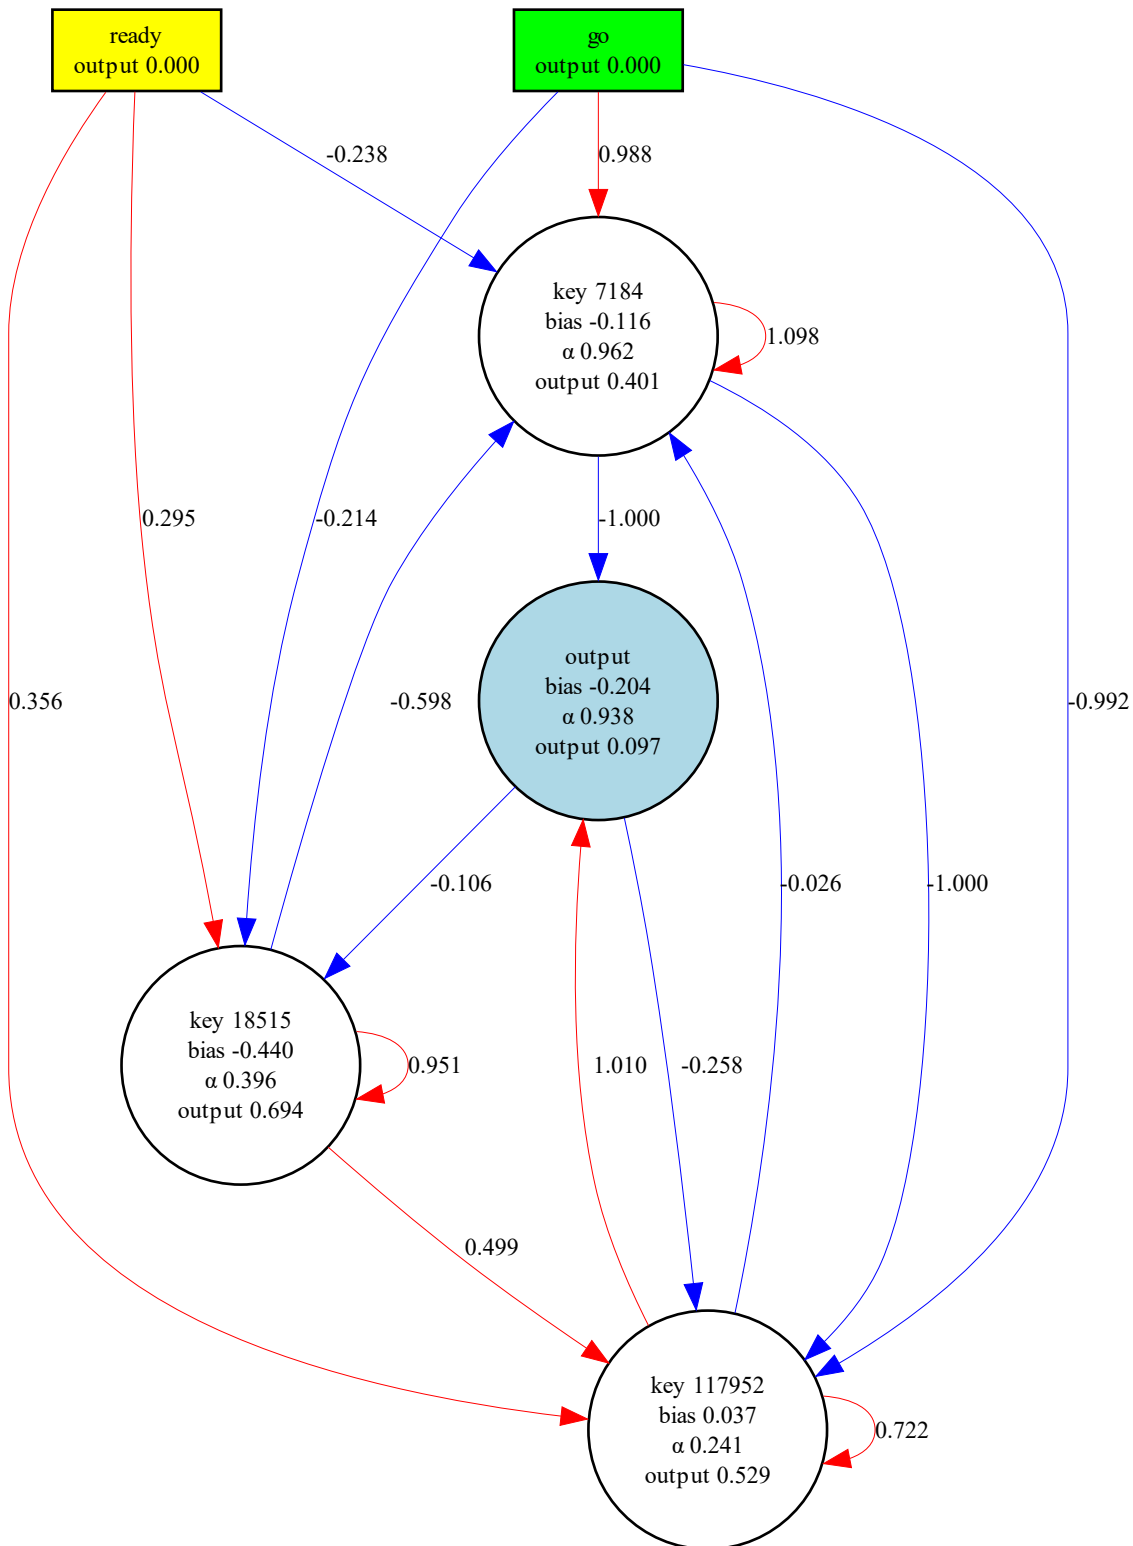 ready
output 0.000
go
output 0.000
-0.238
0.988
key 7184
bias -0.116
α 0.962
output 0.401
1.098
0.295
-0.214
-1.000
output
bias -0.204
α 0.938
output 0.097
0.356
-0.598
-0.992
-0.106
-0.026
-1.000
key 18515
bias -0.440
α 0.396
output 0.694
0.951
1.010
-0.258
0.499
key 117952
bias 0.037
α 0.241
output 0.529
0.722